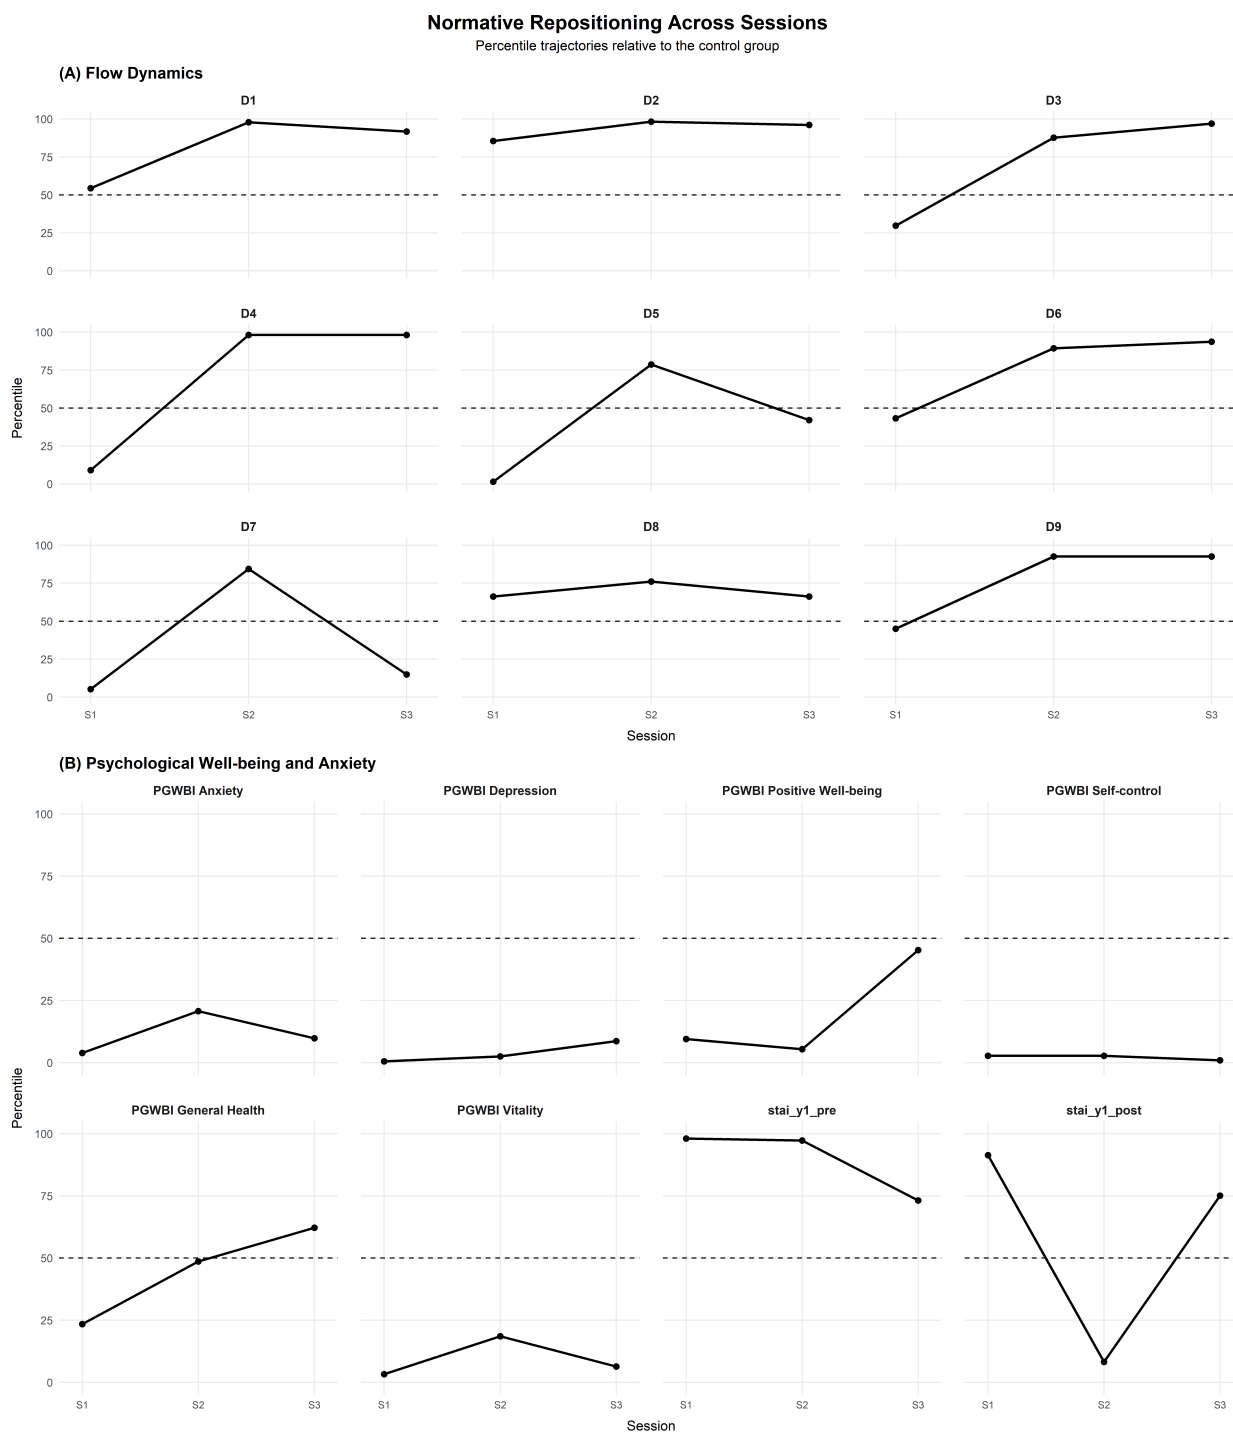 Normative Repositioning Across Sessions
Percentile trajectories relative to the control group
(A) Flow Dynamics
D1 D2 D3
100
75
50
25
0
D4 D5 D6
100
75
50
25
0
Percentile
D7 D8 D9
100
75
50
25
0
S1 S2 S3 S1 S2 S3 S1 S2 S3
Session
(B) Psychological Well-being and Anxiety
PGWBI Anxiety PGWBI Depression PGWBI Positive Well-being PGWBI Self-control
100
75
50
25
0
Percentile
PGWBI General Health PGWBI Vitality stai_y1_pre stai_y1_post
100
75
50
25
0
S1 S2 S3 S1 S2 S3 S1 S2 S3 S1 S2 S3
Session